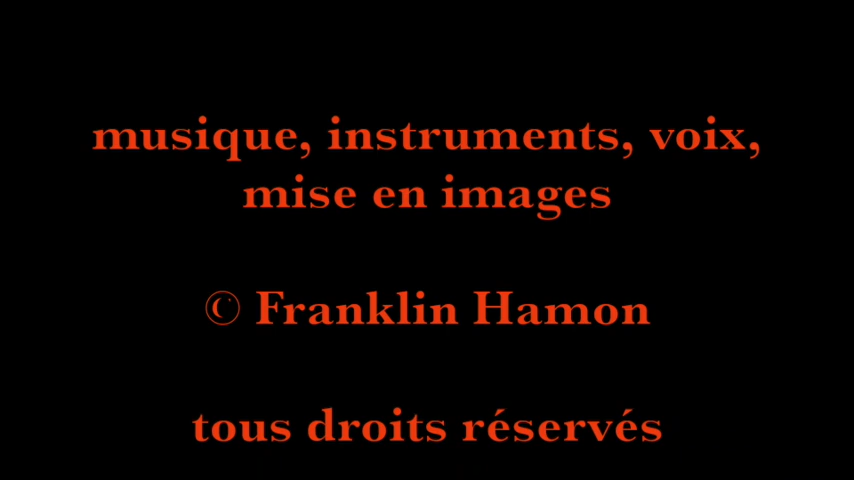 musique, instruments, voix,
mise en images
© Franklin Hamon
tous droits réservés